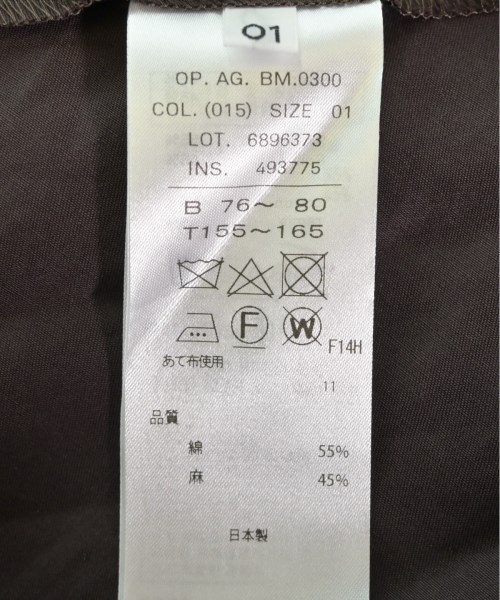 01
OP. AG. BM.0300
COL. (015) SIZE 01
LOT. 6896373
INS. 493775
B 76～ 80
T155～165
F W F14H
あて布使用
11
品質
綿 55%
麻 45%
日本製